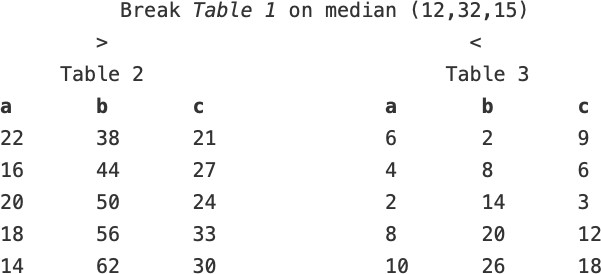 Break Table 1 on median (12,32,15)
> <
Table 2 Table 3
a b c a b c
22 38 21 6 2 9
16 44 27 4 8 6
20 50 24 2 14 3
18 56 33 8 20 12
14 62 30 10 26 18